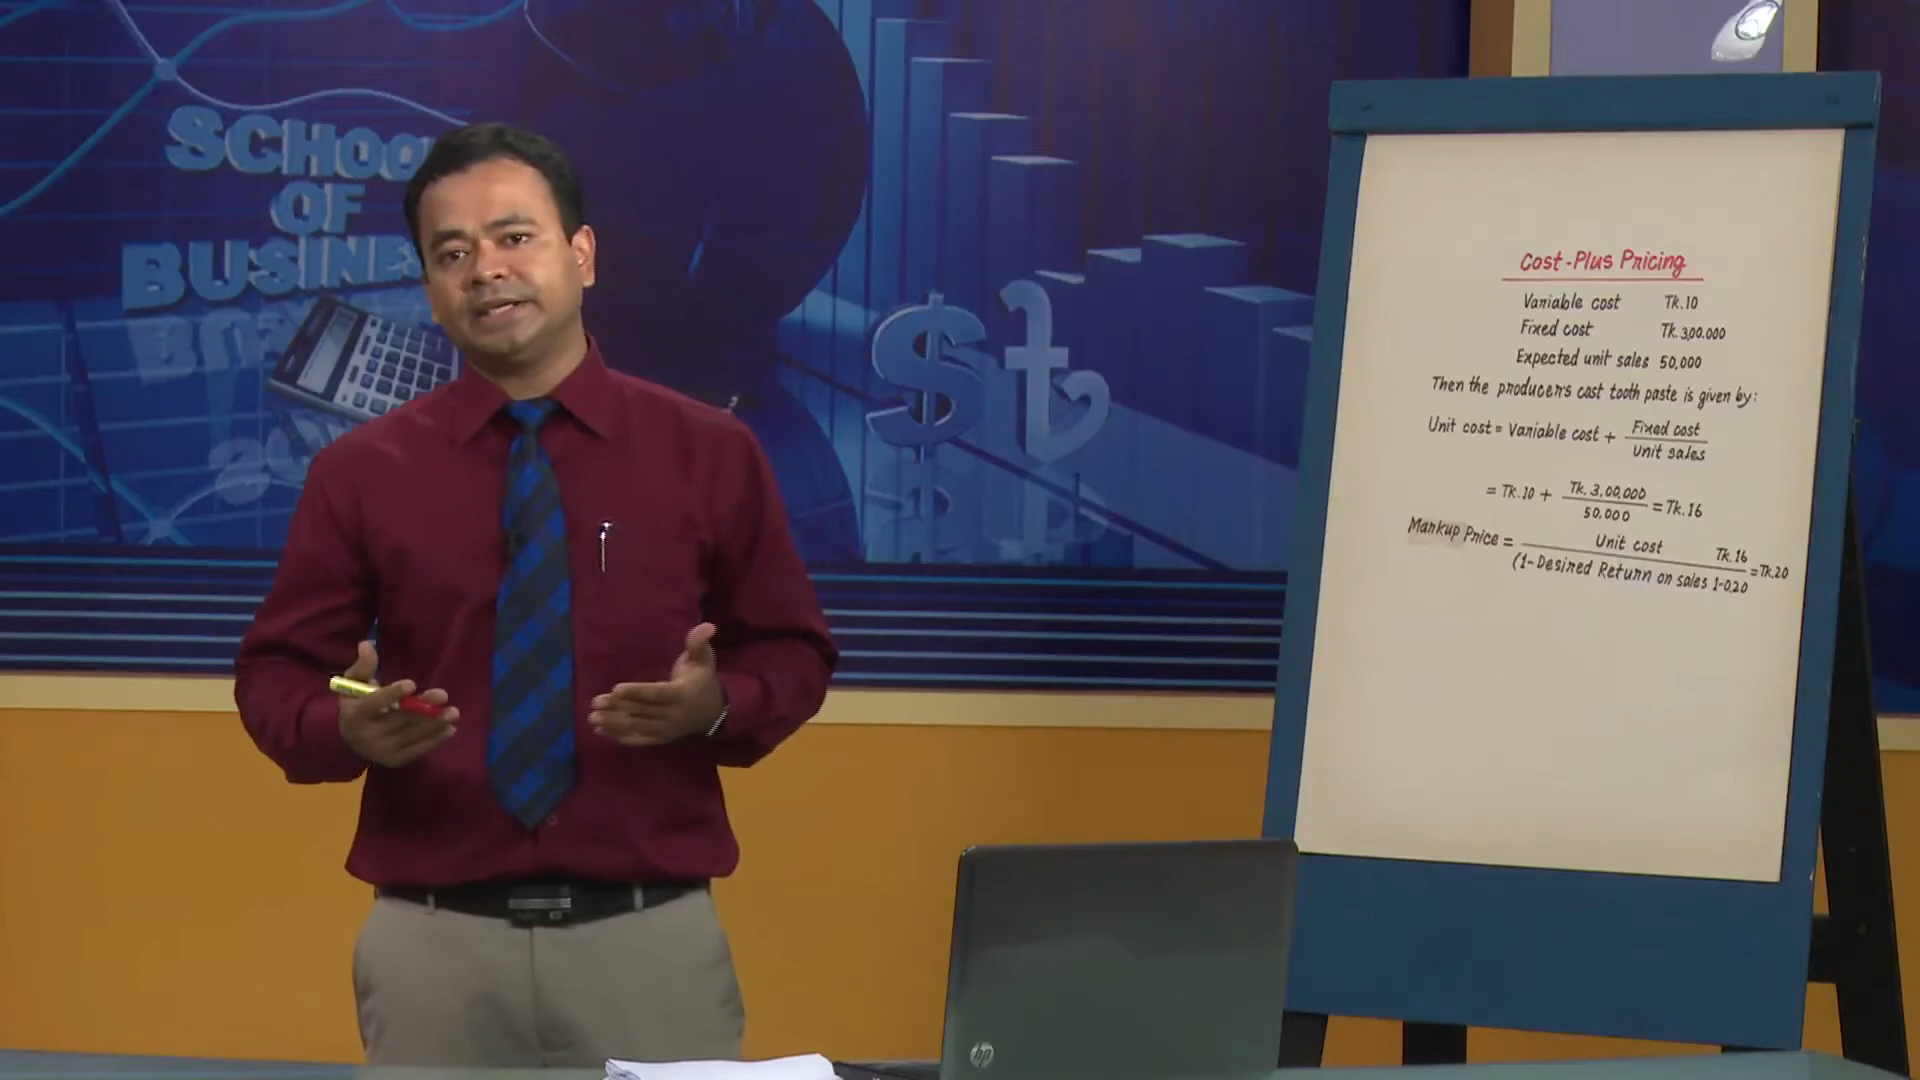 SCHOO
OF
BUSINE
$ ৳
Cost-Plus Pricing
Variable cost Tk.10
Fixed cost Tk.3,00.000
Expected unit sales 50,000
Then the producer's cost tooth paste is given by:
Unit cost = Variable cost + Fixed cost
Unit sales
= Tk.10 + Tk. 3,00,000 = Tk.16
50,000
Markup Price = Unit cost Tk.16 = Tk.20
(1-Desired Return on sales 1-0.20
hp